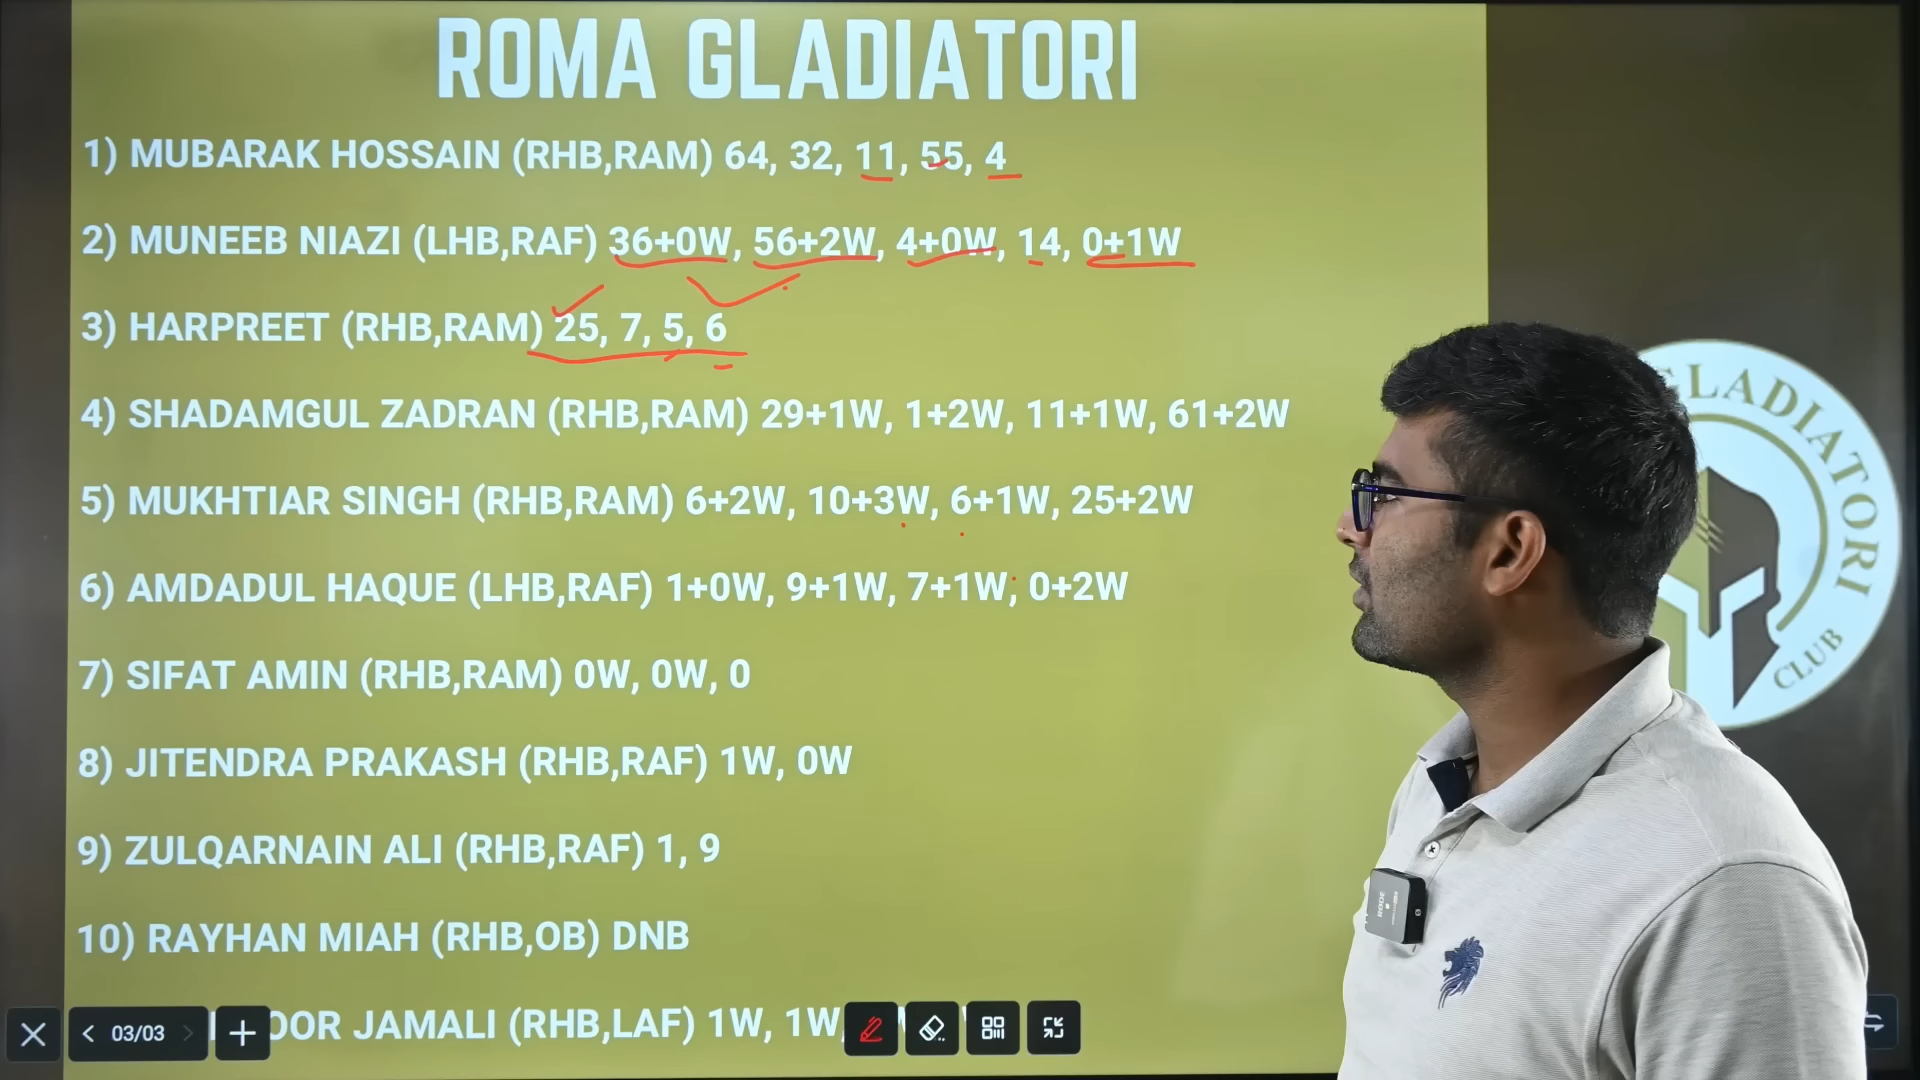 ROMA GLADIATORI
1) MUBARAK HOSSAIN (RHB,RAM) 64, 32, 11, 55, 4
2) MUNEEB NIAZI (LHB,RAF) 36+0W, 56+2W, 4+0W, 14, 0+1W
3) HARPREET (RHB,RAM) 25, 7, 5, 6
4) SHADAMGUL ZADRAN (RHB,RAM) 29+1W, 1+2W, 11+1W, 61+2W
5) MUKHTIAR SINGH (RHB,RAM) 6+2W, 10+3W, 6+1W, 25+2W
6) AMDADUL HAQUE (LHB,RAF) 1+0W, 9+1W, 7+1W, 0+2W
7) SIFAT AMIN (RHB,RAM) 0W, 0W, 0
8) JITENDRA PRAKASH (RHB,RAF) 1W, 0W
9) ZULQARNAIN ALI (RHB,RAF) 1, 9
10) RAYHAN MIAH (RHB,OB) DNB
JAMALI (RHB,LAF) 1W, 1W,
03/03
GLADIATORI
CLUB
RODE